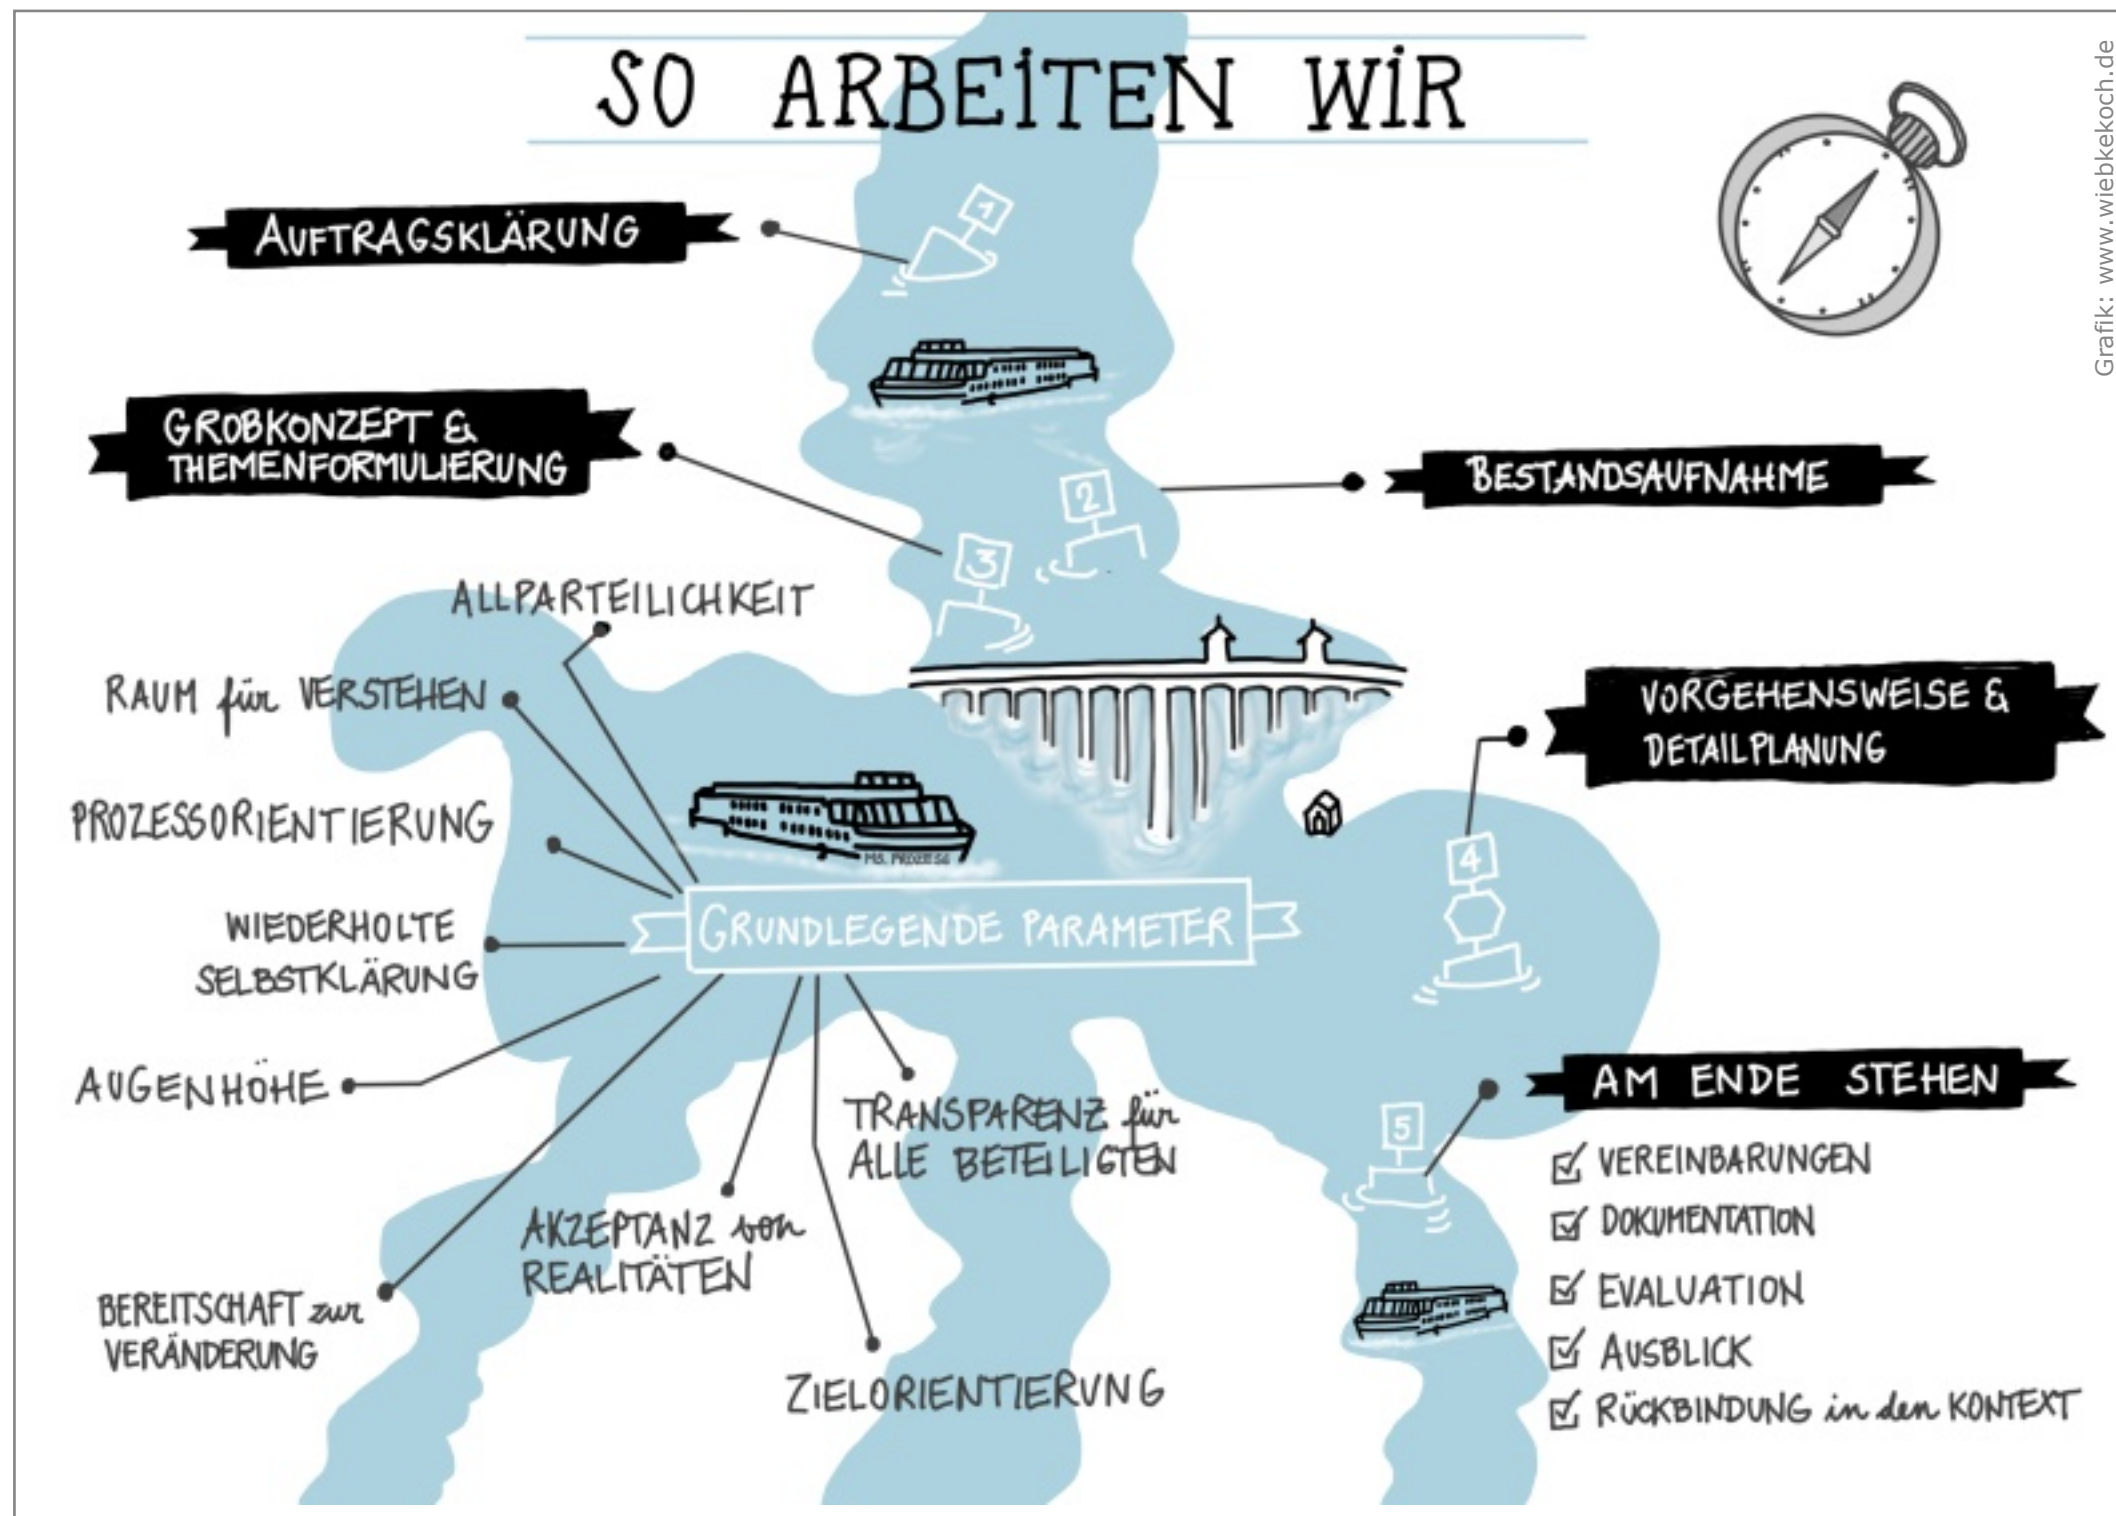 SO ARBEITEN WIR
Grafik: www.wiebkekoch.de
1
AUFTRAGSKLÄRUNG
GROBKONZEPT &
THEMENFORMULIERUNG
BESTANDSAUFNAHME
2
3
ALLPARTEILICHKEIT
RAUM für VERSTEHEN
PROZESSORIENTIERUNG
WIEDERHOLTE
SELBSTKLÄRUNG
AUGENHÖHE
BEREITSCHAFT zur
VERÄNDERUNG
MS. PROZESS
GRUNDLEGENDE PARAMETER
TRANSPARENZ für
ALLE BETEILIGTEN
AKZEPTANZ von
REALITÄTEN
ZIELORIENTIERUNG
VORGEHENSWEISE &
DETAILPLANUNG
4
5
AM ENDE STEHEN
VEREINBARUNGEN
DOKUMENTATION
EVALUATION
AUSBLICK
RÜCKBINDUNG in den KONTEXT